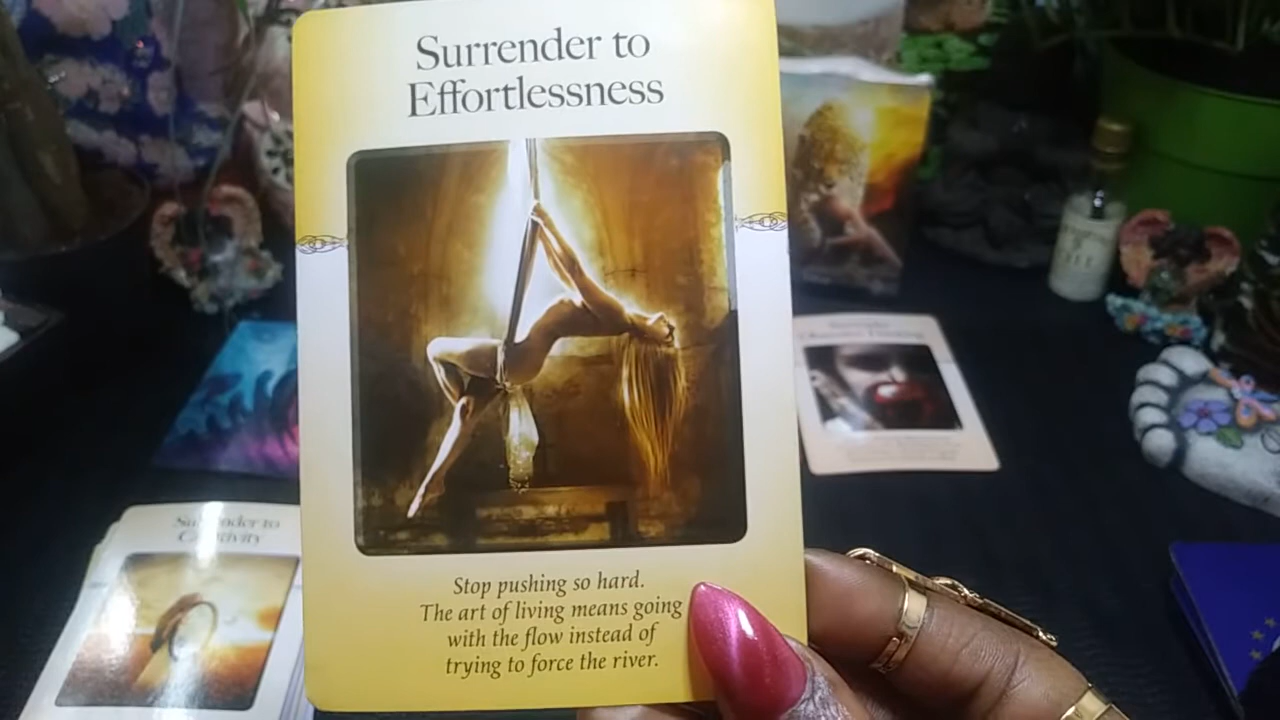 Surrender to
Effortlessness
Stop pushing so hard.
The art of living means going
with the flow instead of
trying to force the river.
Surrender to
Creativity